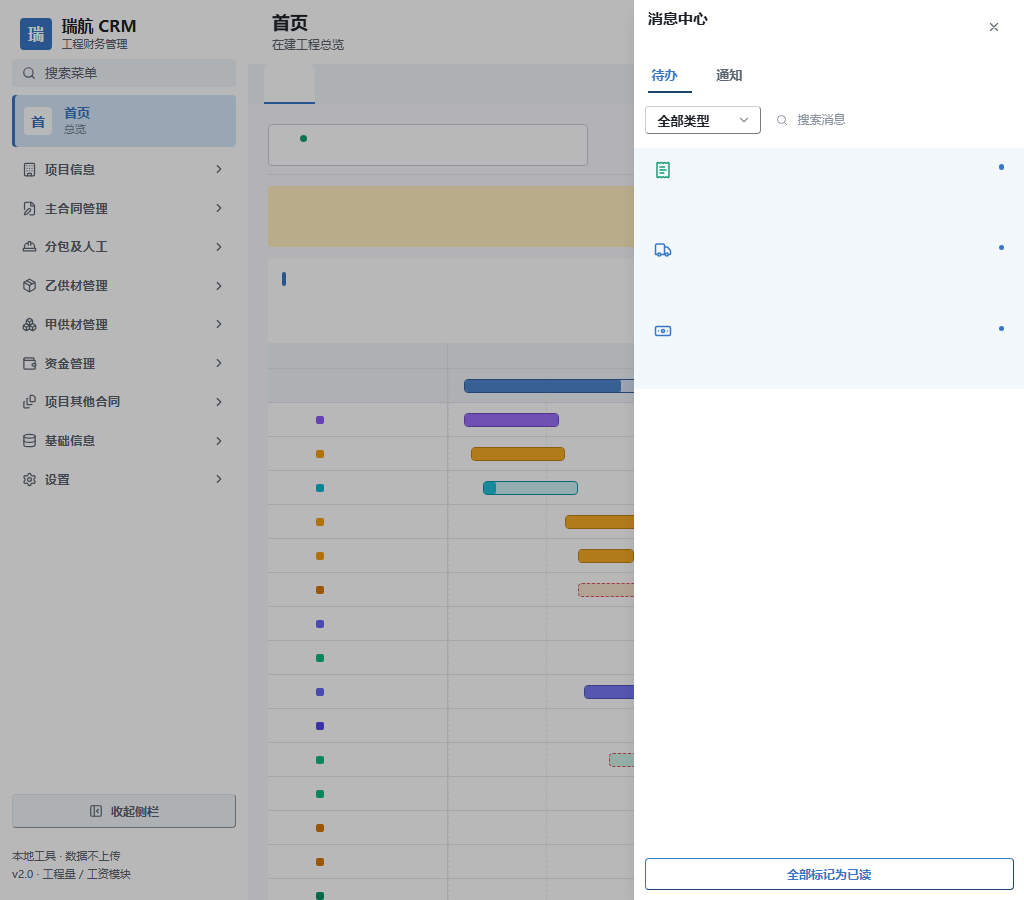 瑞
瑞航 CRM
工程财务管理
搜索菜单
首
首页
总览
项目信息
主合同管理
分包及人工
乙供材管理
甲供材管理
资金管理
项目其他合同
基础信息
设置
收起侧栏
本地工具 · 数据不上传
v2.0 · 工程量 / 工资模块
首页
在建工程总览
消息中心
待办
通知
全部类型
搜索消息
全部标记为已读